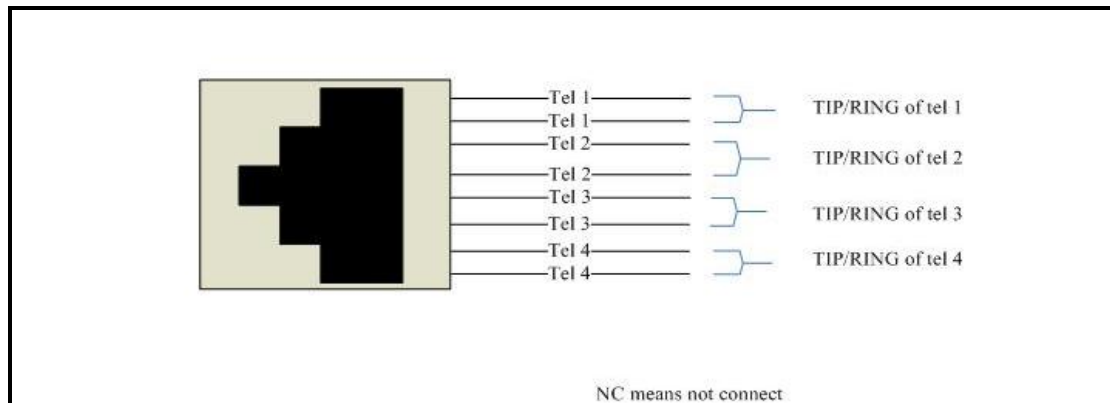 Tel 1
TIP/RING of tel 1
Tel 1
Tel 2
TIP/RING of tel 2
Tel 2
Tel 3
TIP/RING of tel 3
Tel 3
Tel 4
TIP/RING of tel 4
Tel 4
NC means not connect